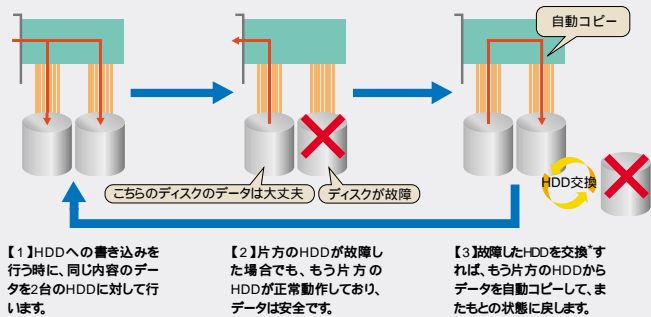 自動コピー
こちらのディスクのデータは大丈夫
ディスクが故障
HDD交換
【1】HDDへの書き込みを
行う時に、同じ内容のデー
タを2台のHDDに対して行
います。
【2】片方のHDDが故障し
た場合でも、もう片方の
HDDが正常動作しており、
データは安全です。
【3】故障したHDDを交換*す
れば、もう片方のHDDから
データを自動コピーして、ま
たもとの状態に戻します。